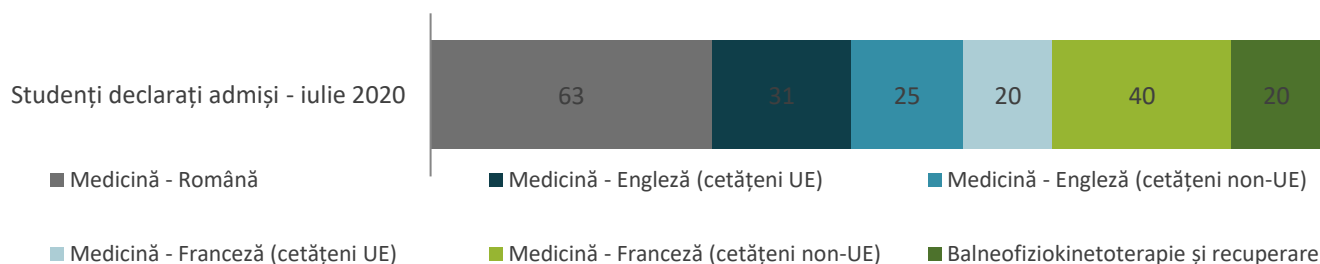 Studenți declarați admiși - iulie 2020 63 31 25 20 40 20
Medicină - Română Medicină - Engleză (cetățeni UE) Medicină - Engleză (cetățeni non-UE)
Medicină - Franceză (cetățeni UE) Medicină - Franceză (cetățeni non-UE) Balneofiziokinetoterapie și recuperare